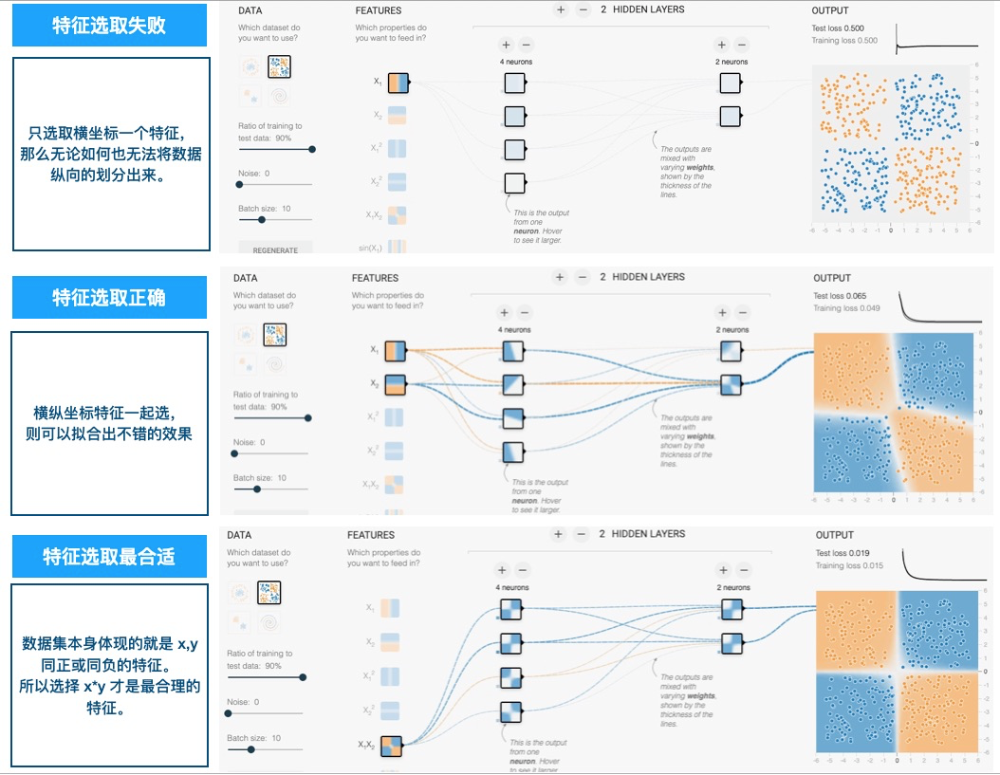 特征选取失败
只选取横坐标一个特征，
那么无论如何也无法将数据
纵向的划分出来。
DATA
Which dataset do
you want to use?
Ratio of training to
test data: 90%
Noise: 0
Batch size: 10
REGENERATE
FEATURES
Which properties do
you want to feed in?
X₁
X₂
X₁²
X₂²
X₁X₂
sin(X₁)
+ − 2 HIDDEN LAYERS
+ −
4 neurons
+ −
2 neurons
This is the output
from one
neuron. Hover
to see it larger.
The outputs are
mixed with
varying weights,
shown by the
thickness of the
lines.
OUTPUT
Test loss 0.500
Training loss 0.500
6
5
4
3
2
1
0
-1
-2
-3
-4
-5
-6
-6 -5 -4 -3 -2 -1 0 1 2 3 4 5 6
特征选取正确
横纵坐标特征一起选，
则可以拟合出不错的效果
DATA
Which dataset do
you want to use?
Ratio of training to
test data: 90%
Noise: 0
Batch size: 10
FEATURES
Which properties do
you want to feed in?
X₁
X₂
X₁²
X₂²
X₁X₂
+ − 2 HIDDEN LAYERS
+ −
4 neurons
+ −
2 neurons
This is the output
from one
neuron. Hover
to see it larger.
The outputs are
mixed with
varying weights,
shown by the
thickness of the
lines.
OUTPUT
Test loss 0.065
Training loss 0.049
6
5
4
3
2
1
0
-1
-2
-3
-4
-5
-6
-6 -5 -4 -3 -2 -1 0 1 2 3 4 5 6
特征选取最合适
数据集本身体现的就是 x,y
同正或同负的特征。
所以选择 x*y 才是最合理的
特征。
DATA
Which dataset do
you want to use?
Ratio of training to
test data: 90%
Noise: 0
Batch size: 10
FEATURES
Which properties do
you want to feed in?
X₁
X₂
X₁²
X₂²
X₁X₂
+ − 2 HIDDEN LAYERS
+ −
4 neurons
+ −
2 neurons
This is the output
from one
neuron. Hover
to see it larger.
The outputs are
mixed with
varying weights,
shown by the
thickness of the
lines.
OUTPUT
Test loss 0.019
Training loss 0.015
6
5
4
3
2
1
0
-1
-2
-3
-4
-5
-6
-6 -5 -4 -3 -2 -1 0 1 2 3 4 5 6